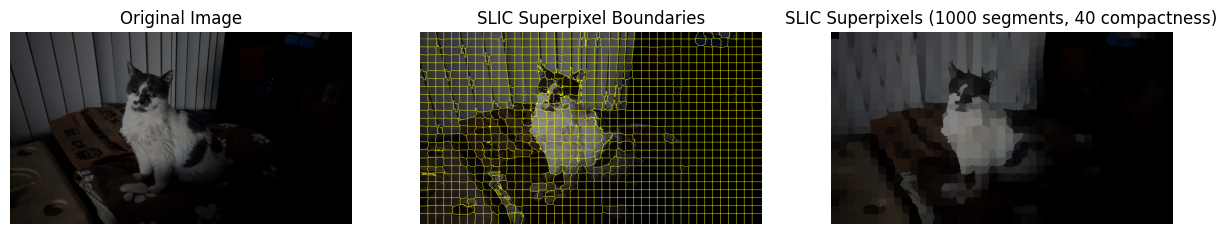 Original Image
SLIC Superpixel Boundaries
SLIC Superpixels (1000 segments, 40 compactness)